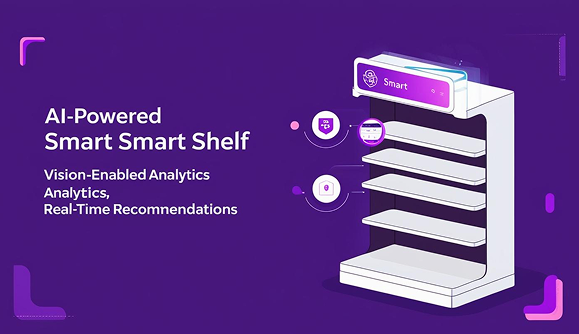 AI-Powered
Smart Smart Shelf
Vision-Enabled Analytics
Analytics,
Real-Time Recomnendations
Smart